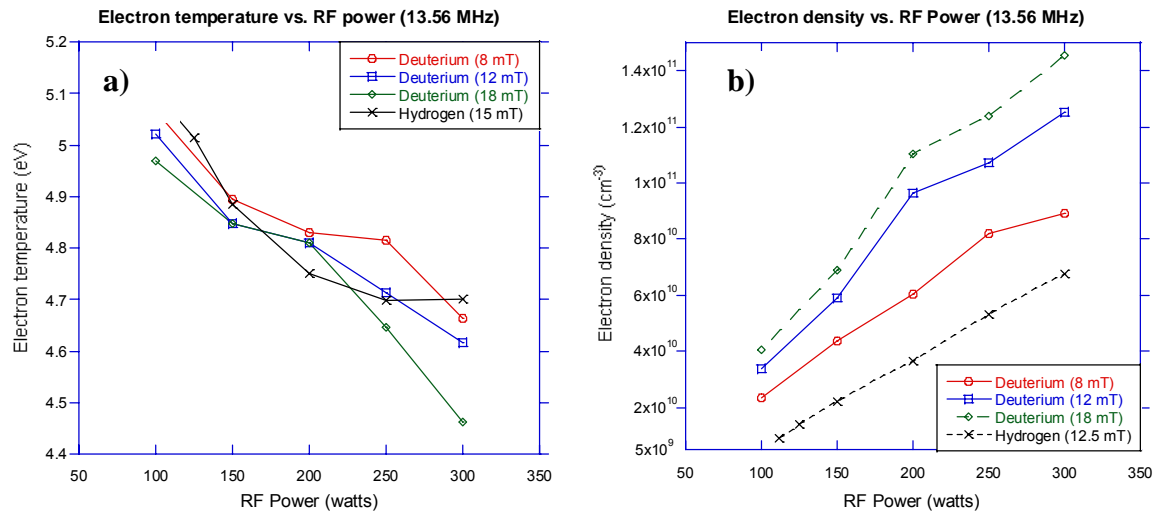 Electron temperature vs. RF power (13.56 MHz)
a)
Deuterium (8 mT)
Deuterium (12 mT)
Deuterium (18 mT)
Hydrogen (15 mT)
Electron temperature (eV)
5.2
5.1
5
4.9
4.8
4.7
4.6
4.5
4.4
50 100 150 200 250 300 350
RF Power (watts)
Electron density vs. RF Power (13.56 MHz)
b)
Electron density (cm⁻³)
1.4x10¹¹
1.2x10¹¹
1x10¹¹
8x10¹⁰
6x10¹⁰
4x10¹⁰
2x10¹⁰
5x10⁹
Deuterium (8 mT)
Deuterium (12 mT)
Deuterium (18 mT)
Hydrogen (12.5 mT)
50 100 150 200 250 300 350
RF Power (watts)